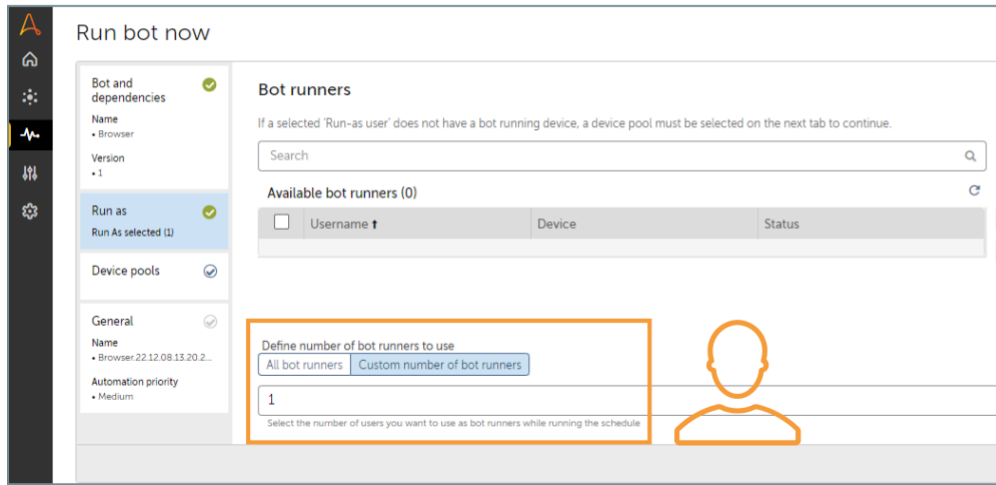 Run bot now
Bot and
dependencies
Name
• Browser
Version
• 1
Run as
Run As selected (1)
Device pools
General
Name
• Browser.22.12.08.13.20.2...
Automation priority
• Medium
Bot runners
If a selected 'Run-as user' does not have a bot running device, a device pool must be selected on the next tab to continue.
Search
Available bot runners (0)
Username Device Status
Define number of bot runners to use
All bot runners Custom number of bot runners
1
Select the number of users you want to use as bot runners while running the schedule